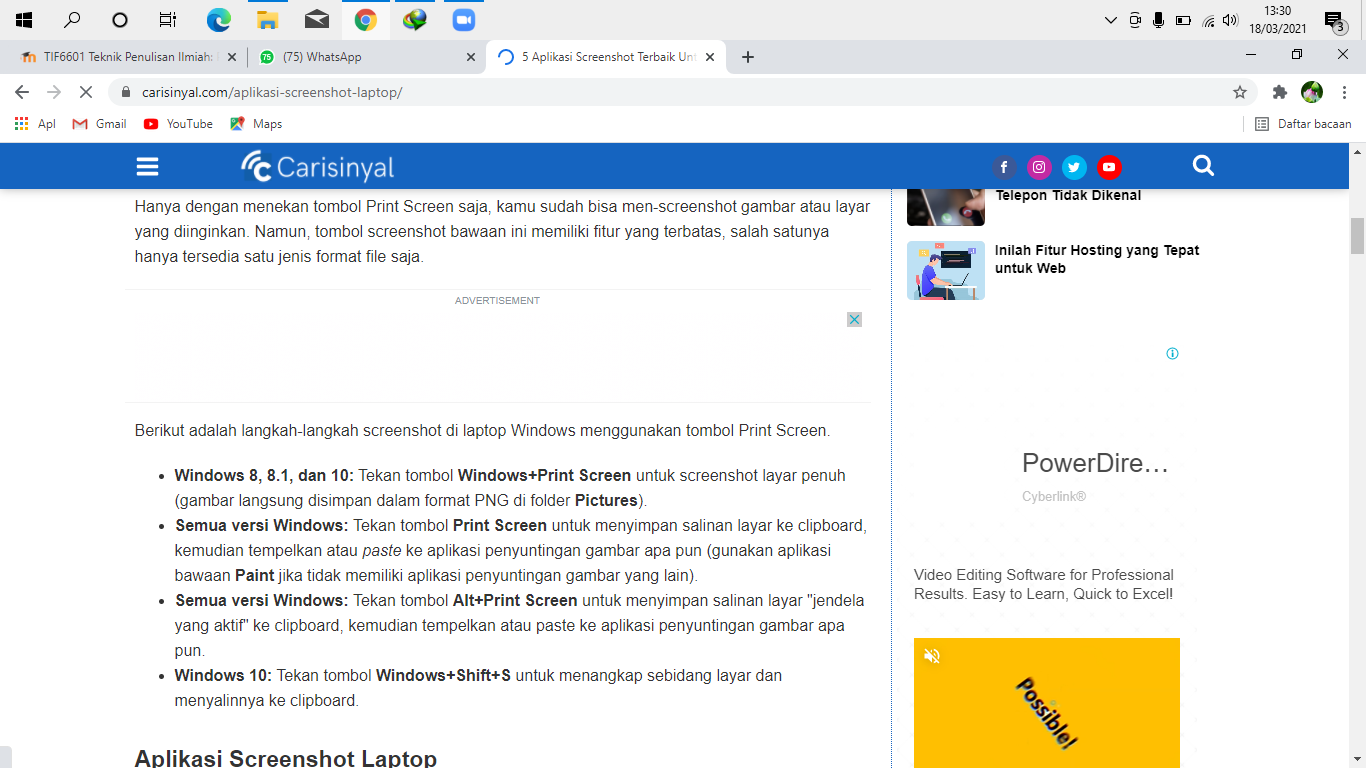 13:30
18/03/2021
3
TIF6601 Teknik Penulisan Ilmiah:
75
(75) WhatsApp
5 Aplikasi Screenshot Terbaik Unt
carisinyal.com/aplikasi-screenshot-laptop/
Apl
Gmail
YouTube
Maps
Daftar bacaan
Carisinyal
Hanya dengan menekan tombol Print Screen saja, kamu sudah bisa men-screenshot gambar atau layar
yang diinginkan. Namun, tombol screenshot bawaan ini memiliki fitur yang terbatas, salah satunya
hanya tersedia satu jenis format file saja.
ADVERTISEMENT
Berikut adalah langkah-langkah screenshot di laptop Windows menggunakan tombol Print Screen.
• Windows 8, 8.1, dan 10: Tekan tombol Windows+Print Screen untuk screenshot layar penuh
(gambar langsung disimpan dalam format PNG di folder Pictures).
• Semua versi Windows: Tekan tombol Print Screen untuk menyimpan salinan layar ke clipboard,
kemudian tempelkan atau paste ke aplikasi penyuntingan gambar apa pun (gunakan aplikasi
bawaan Paint jika tidak memiliki aplikasi penyuntingan gambar yang lain).
• Semua versi Windows: Tekan tombol Alt+Print Screen untuk menyimpan salinan layar "jendela
yang aktif" ke clipboard, kemudian tempelkan atau paste ke aplikasi penyuntingan gambar apa
pun.
• Windows 10: Tekan tombol Windows+Shift+S untuk menangkap sebidang layar dan
menyalinnya ke clipboard.
Aplikasi Screenshot Laptop
Telepon Tidak Dikenal
Inilah Fitur Hosting yang Tepat
untuk Web
PowerDire…
Cyberlink®
Video Editing Software for Professional
Results. Easy to Learn, Quick to Excel!
Possible!